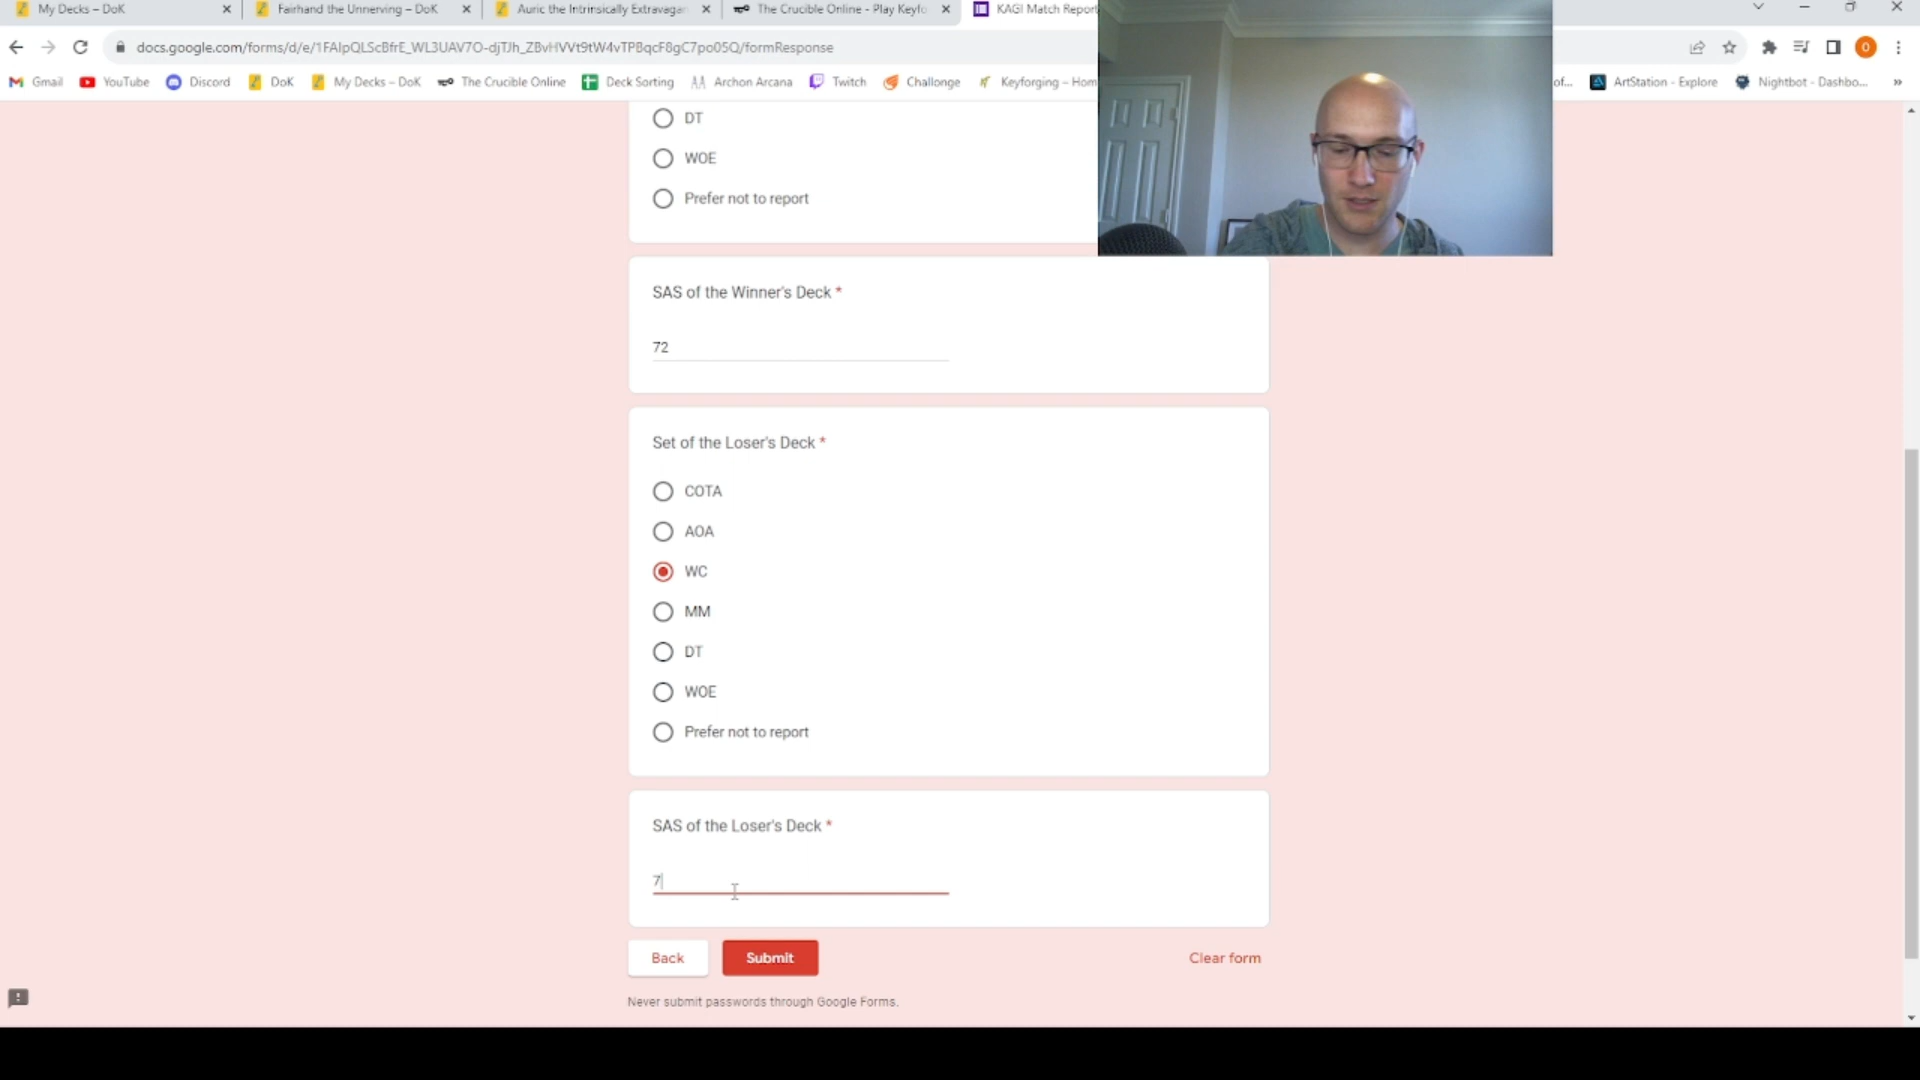 My Decks – DoK
Fairhand the Unnerving – DoK
Auric the Intrinsically Extravagan
The Crucible Online - Play Keyfo
KAGI Match Report
docs.google.com/forms/d/e/
/formResponse
O
Gmail
YouTube
Discord
DoK
My Decks – DoK
The Crucible Online
Deck Sorting
Archon Arcana
Twitch
Challonge
Keyforging – Hom
of...
ArtStation - Explore
Nightbot - Dashbo...
»
DT
WOE
Prefer not to report
SAS of the Winner's Deck *
72
Set of the Loser's Deck *
COTA
AOA
WC
MM
DT
WOE
Prefer not to report
SAS of the Loser's Deck *
7
Back
Submit
Clear form
Never submit passwords through Google Forms.